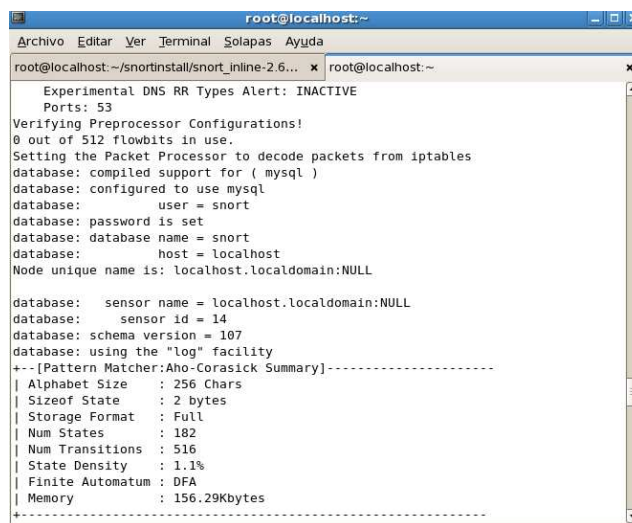 root@localhost:~
Archivo Editar Ver Terminal Solapas Ayuda
root@localhost:~/snortinstall/snort_inline-2.6... × root@localhost:~ ×
    Experimental DNS RR Types Alert: INACTIVE
    Ports: 53
Verifying Preprocessor Configurations!
0 out of 512 flowbits in use.
Setting the Packet Processor to decode packets from iptables
database: compiled support for ( mysql )
database: configured to use mysql
database:          user = snort
database: password is set
database: database name = snort
database:          host = localhost
Node unique name is: localhost.localdomain:NULL

database:   sensor name = localhost.localdomain:NULL
database:     sensor id = 14
database: schema version = 107
database: using the "log" facility
+--[Pattern Matcher:Aho-Corasick Summary]----------------------
| Alphabet Size    : 256 Chars
| Sizeof State     : 2 bytes
| Storage Format   : Full
| Num States       : 182
| Num Transitions  : 516
| State Density    : 1.1%
| Finite Automatum : DFA
| Memory           : 156.29Kbytes
+-------------------------------------------------------------